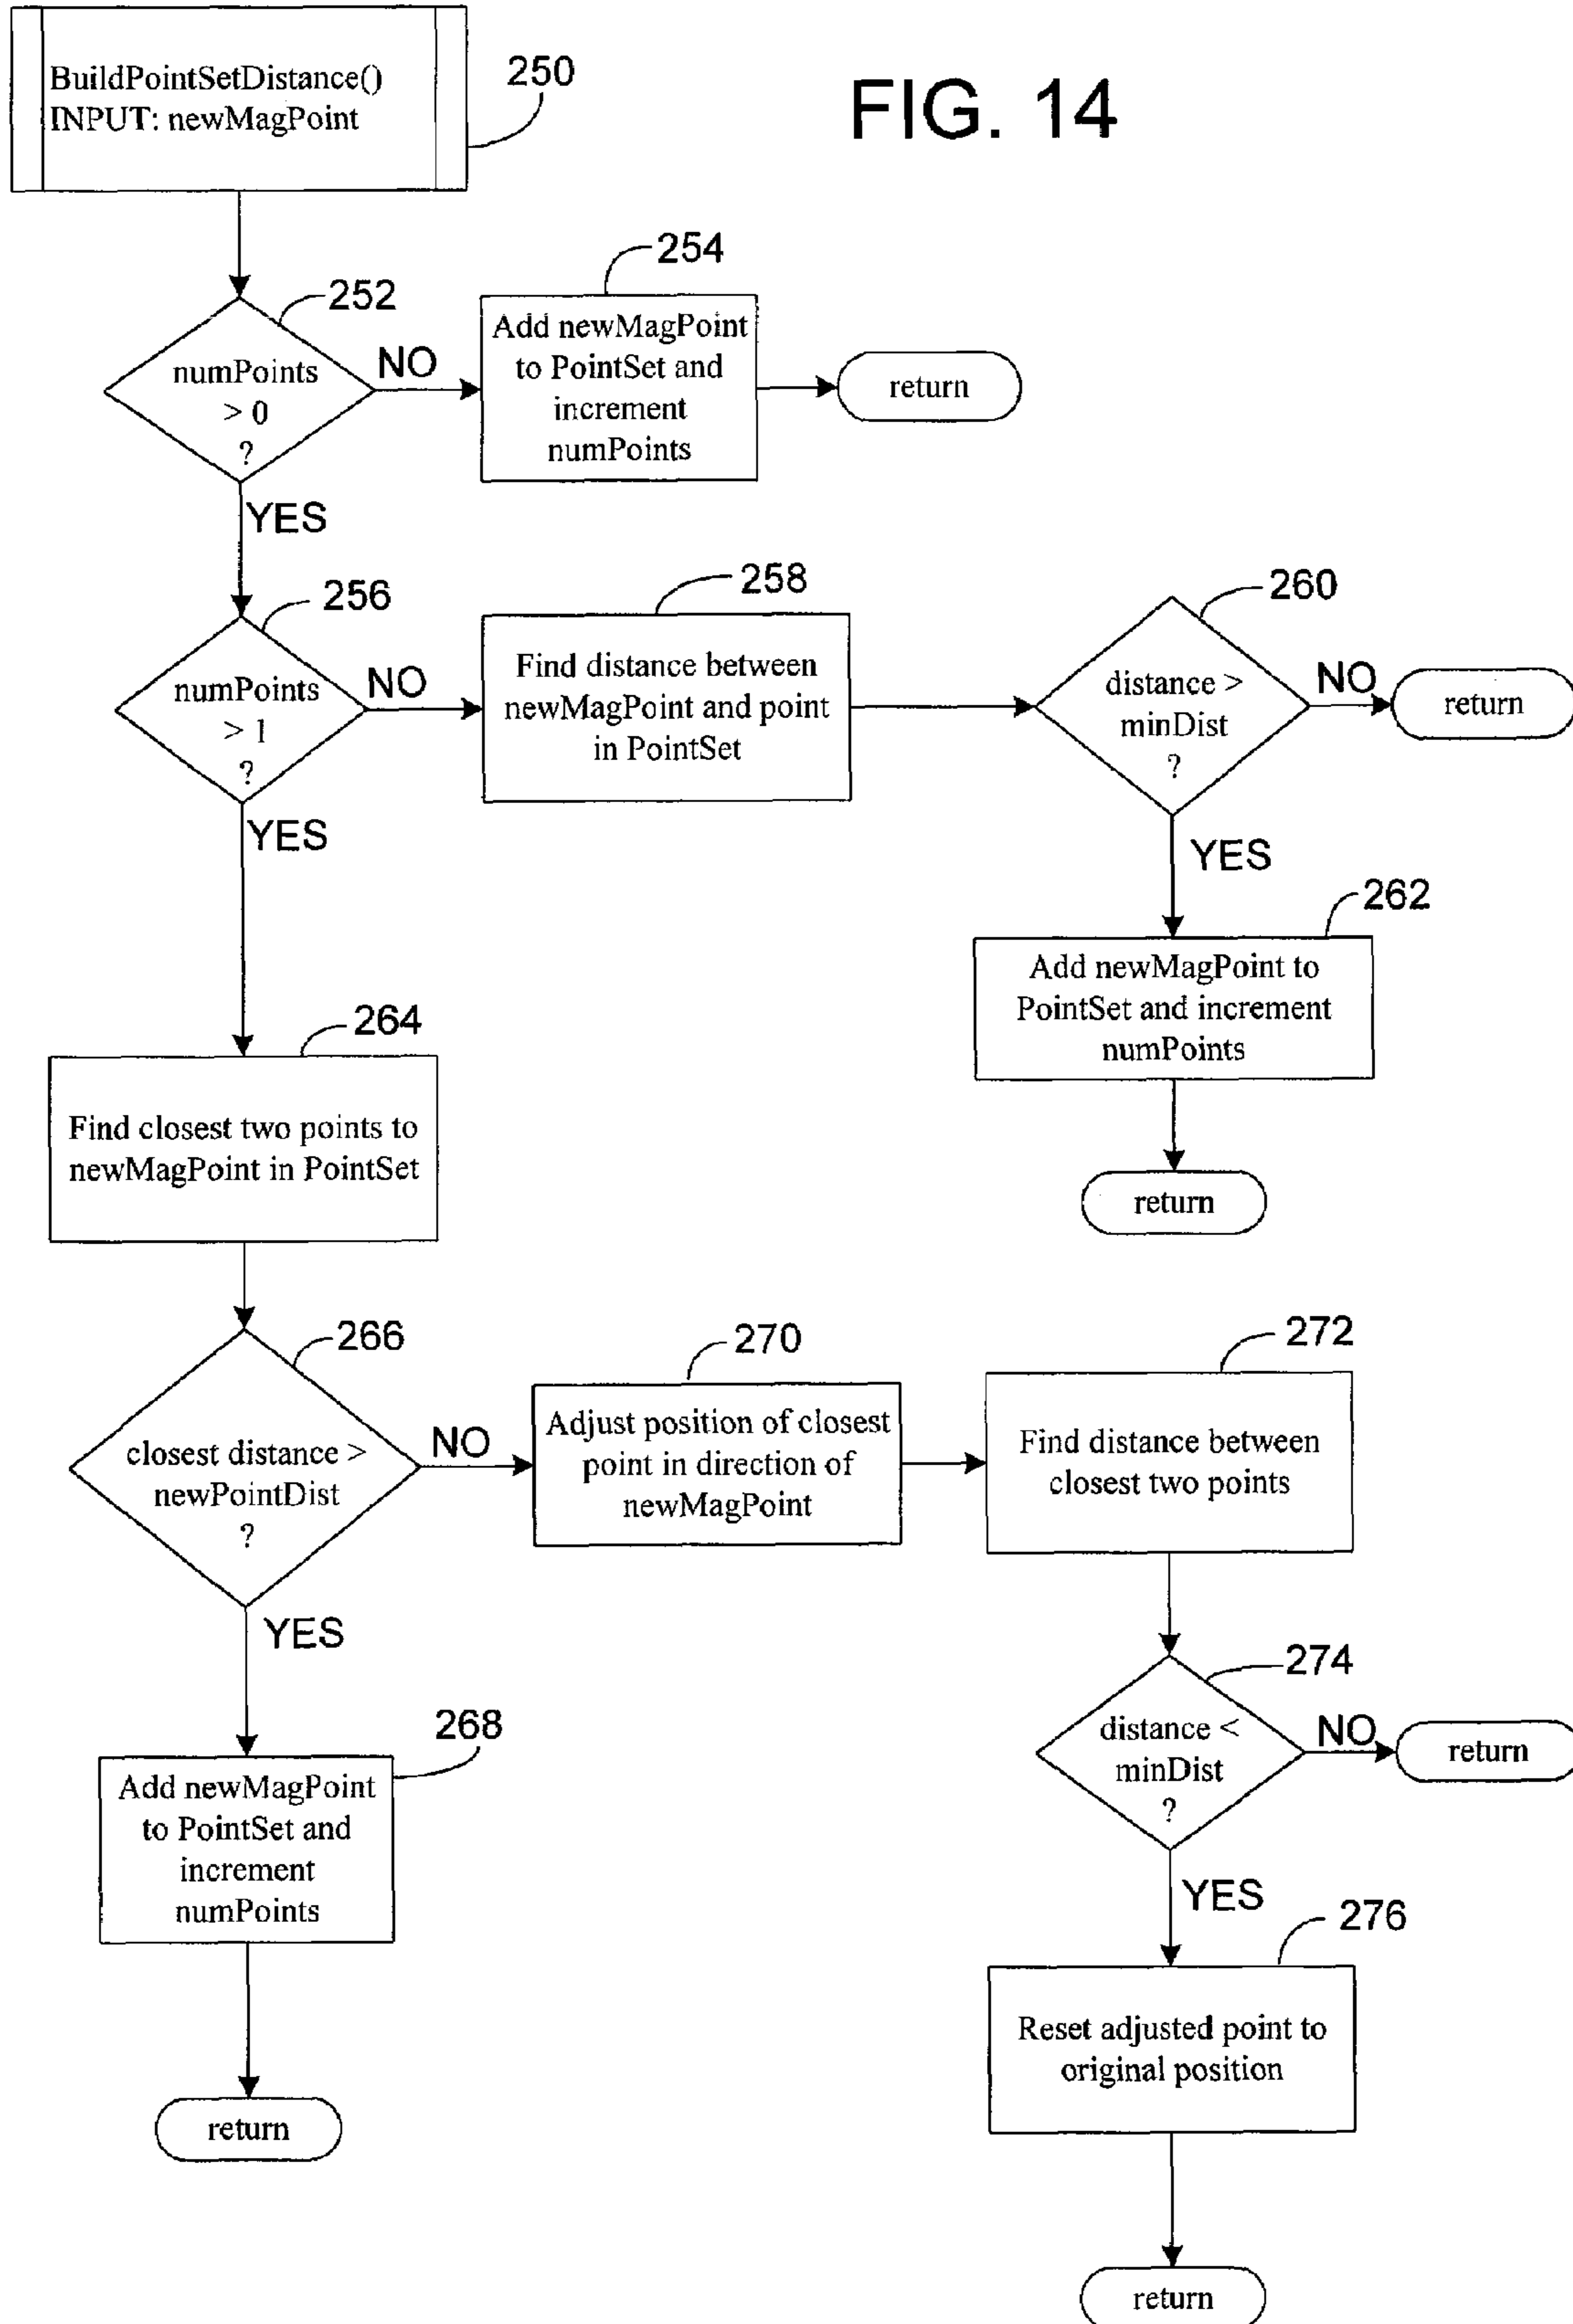 FIG. 14
BuildPointSetDistance()
INPUT: newMagPoint
250
252
numPoints
> 0
?
NO
YES
254
Add newMagPoint
to PointSet and
increment
numPoints
return
256
numPoints
> 1
?
NO
YES
258
Find distance between
newMagPoint and point
in PointSet
260
distance >
minDist
?
NO
return
YES
262
Add newMagPoint to
PointSet and increment
numPoints
return
264
Find closest two points to
newMagPoint in PointSet
266
closest distance >
newPointDist
?
NO
YES
268
Add newMagPoint
to PointSet and
increment
numPoints
return
270
Adjust position of closest
point in direction of
newMagPoint
272
Find distance between
closest two points
274
distance <
minDist
?
NO
return
YES
276
Reset adjusted point to
original position
return